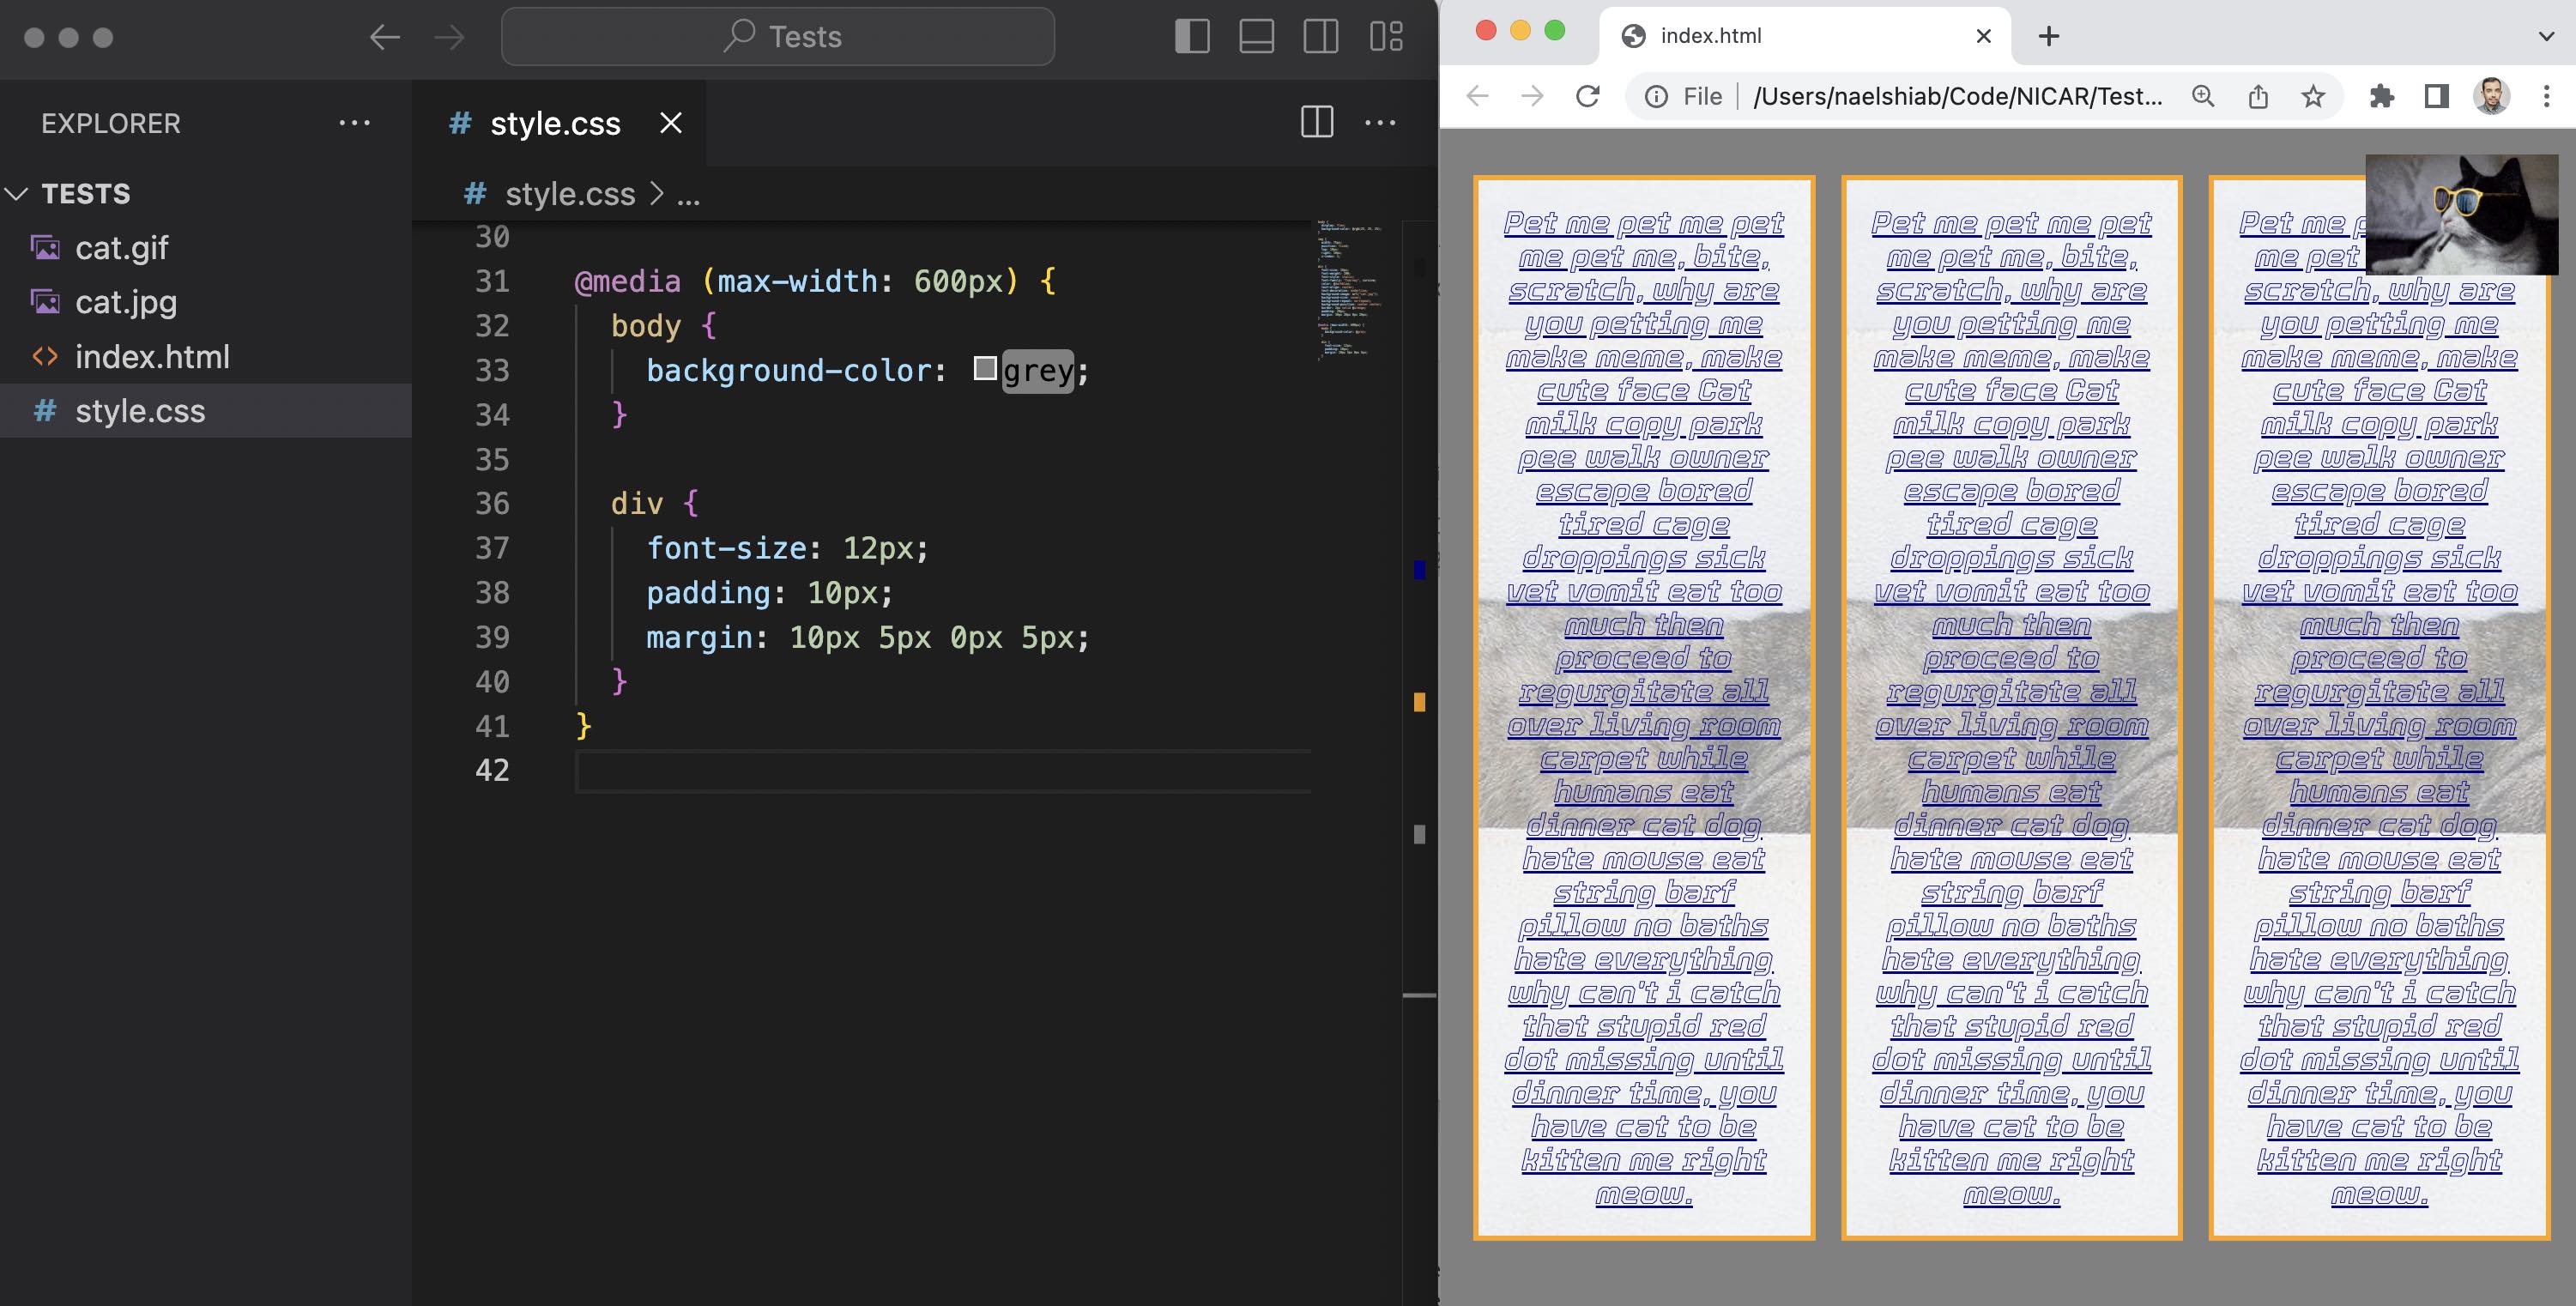 Tests
EXPLORER
TESTS
cat.gif
cat.jpg
index.html
# style.css
# style.css
# style.css > ...
30
31 @media (max-width: 600px) {
32 body {
33 background-color: grey;
34 }
35
36 div {
37 font-size: 12px;
38 padding: 10px;
39 margin: 10px 5px 0px 5px;
40 }
41 }
42
index.html
File | /Users/naelshiab/Code/NICAR/Test...
Pet me pet me pet
me pet me, bite,
scratch, why are
you petting me
make meme, make
cute face Cat
milk copy park
pee walk owner
escape bored
tired cage
droppings sick
vet vomit eat too
much then
proceed to
regurgitate all
over living room
carpet while
humans eat
dinner cat dog
hate mouse eat
string barf
pillow no baths
hate everything
why can't i catch
that stupid red
dot missing until
dinner time, you
have cat to be
kitten me right
meow.
Pet me pet me pet
me pet me, bite,
scratch, why are
you petting me
make meme, make
cute face Cat
milk copy park
pee walk owner
escape bored
tired cage
droppings sick
vet vomit eat too
much then
proceed to
regurgitate all
over living room
carpet while
humans eat
dinner cat dog
hate mouse eat
string barf
pillow no baths
hate everything
why can't i catch
that stupid red
dot missing until
dinner time, you
have cat to be
kitten me right
meow.
Pet me p
me pet
scratch, why are
you petting me
make meme, make
cute face Cat
milk copy park
pee walk owner
escape bored
tired cage
droppings sick
vet vomit eat too
much then
proceed to
regurgitate all
over living room
carpet while
humans eat
dinner cat dog
hate mouse eat
string barf
pillow no baths
hate everything
why can't i catch
that stupid red
dot missing until
dinner time, you
have cat to be
kitten me right
meow.